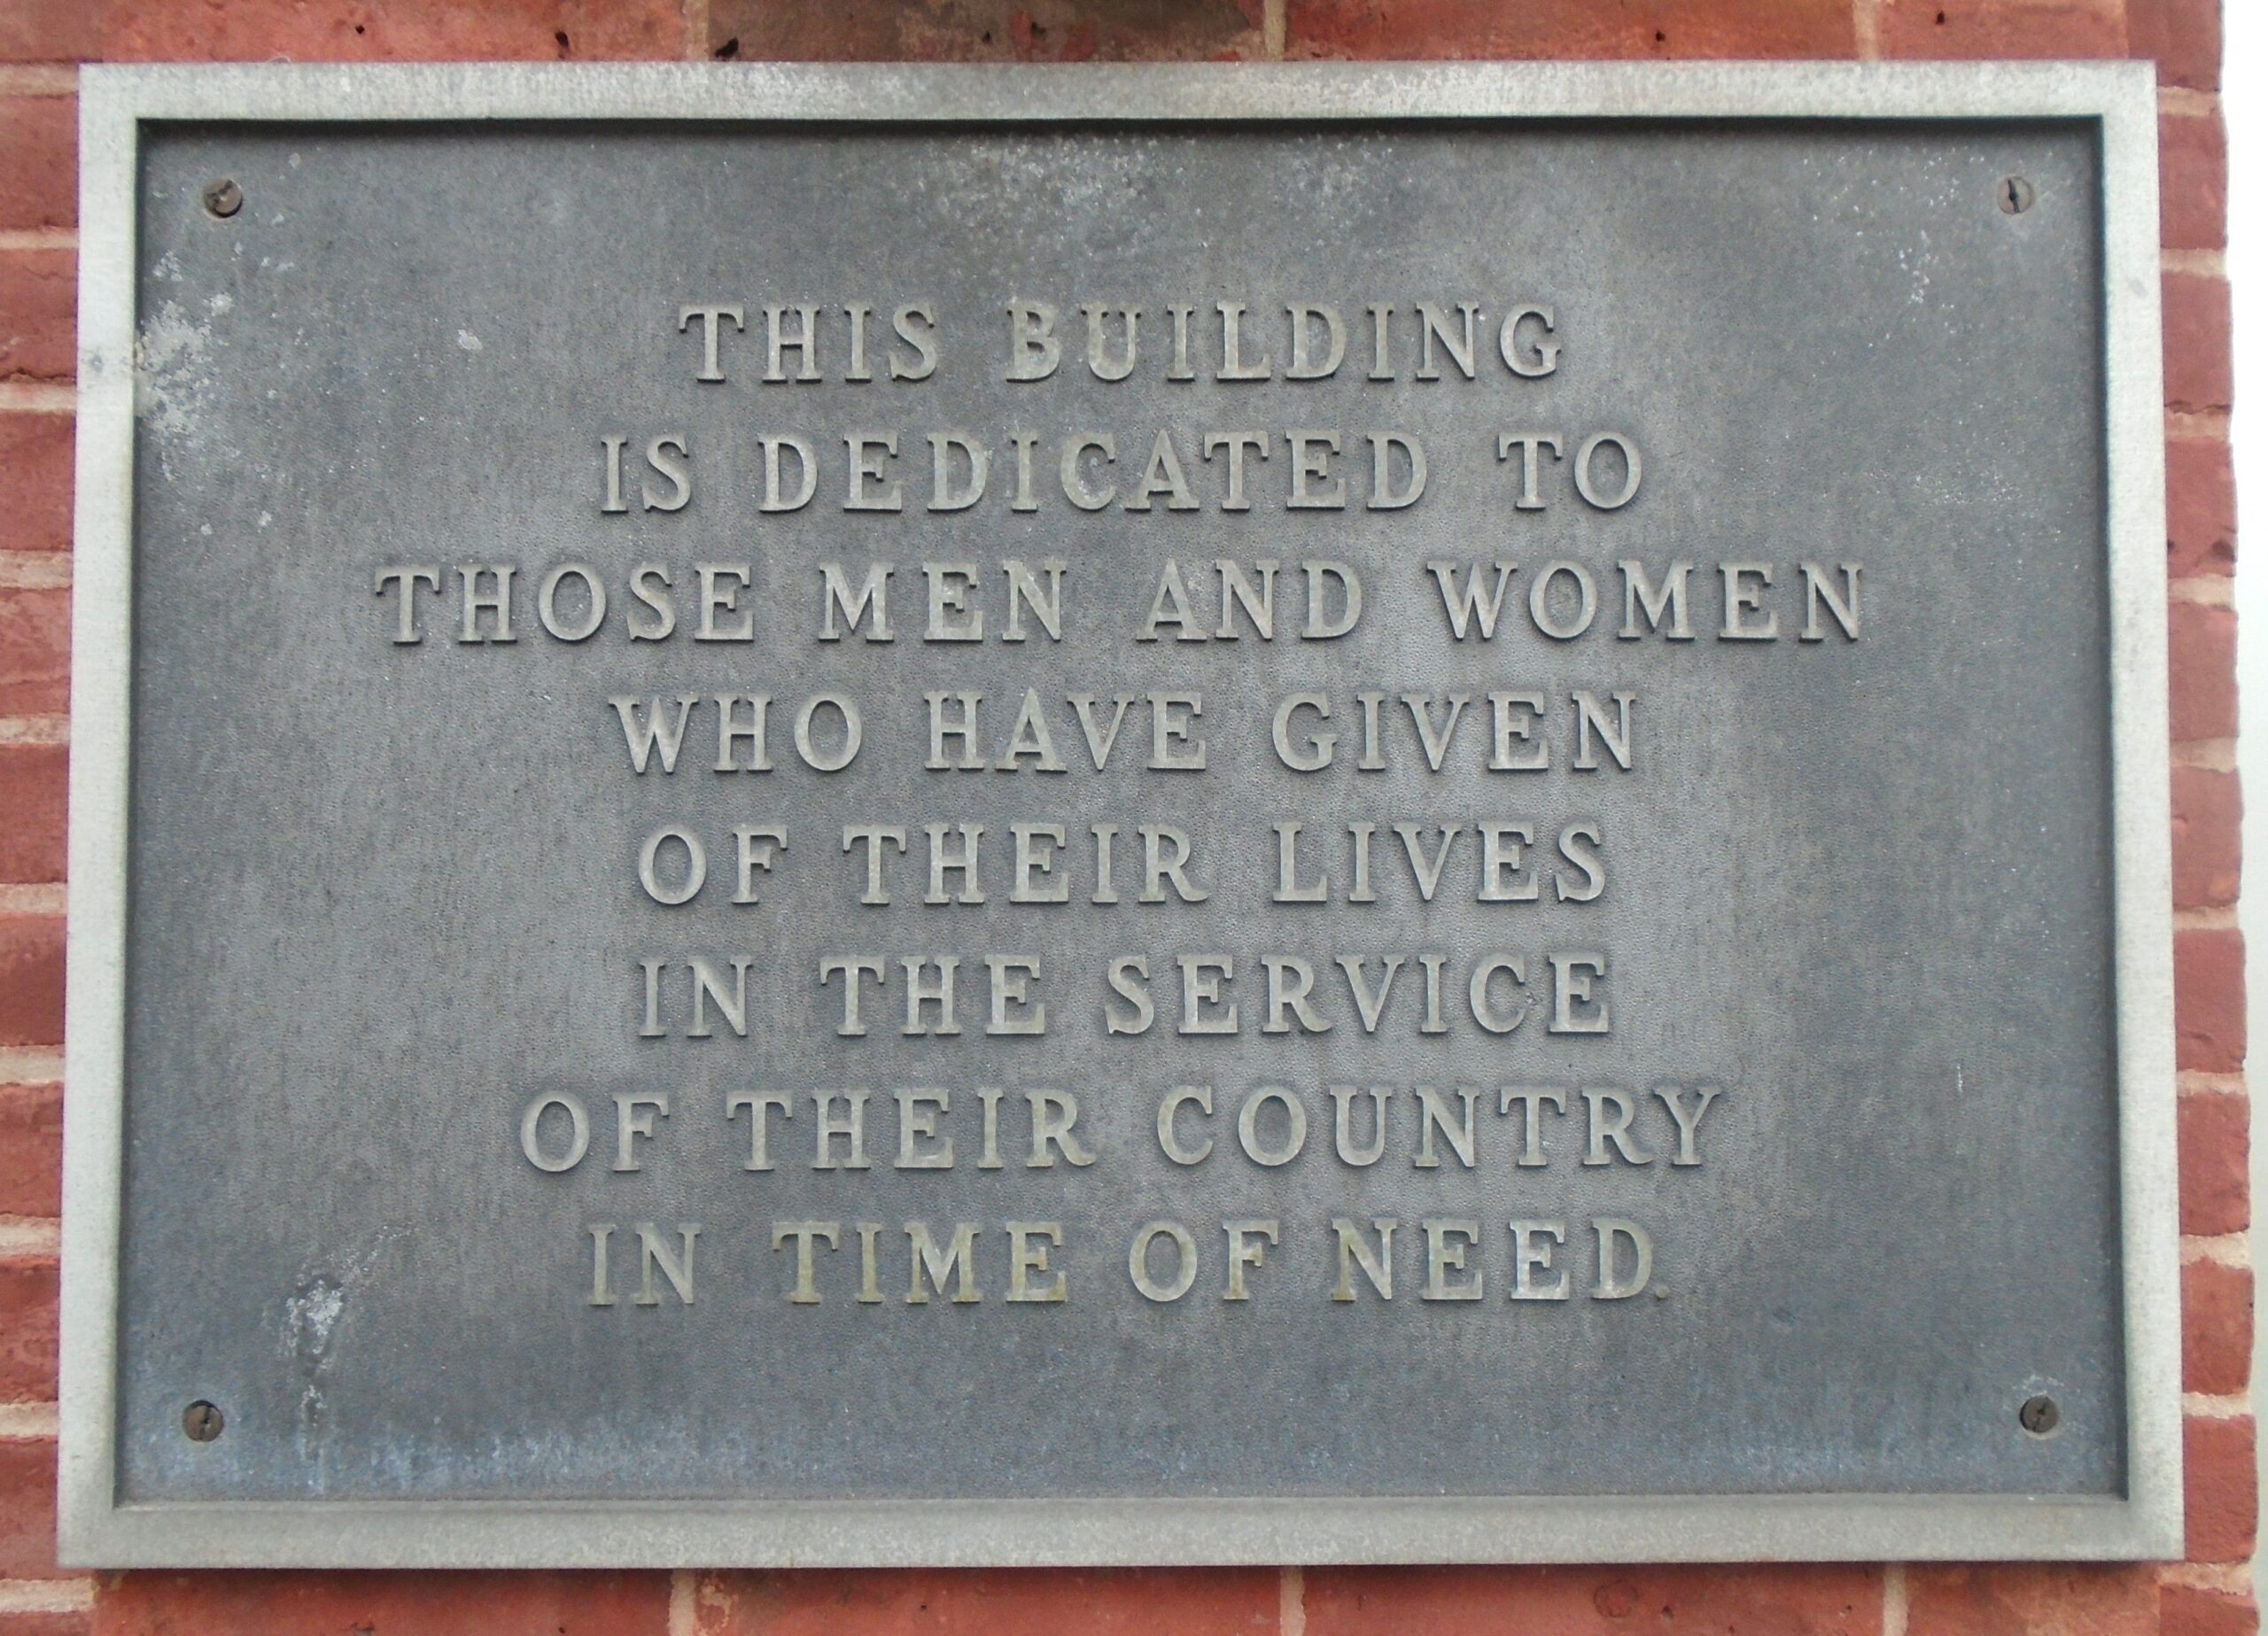 THIS BUILDING
IS DEDICATED TO
THOSE MEN AND WOMEN
WHO HAVE GIVEN
OF THEIR LIVES
IN THE SERVICE
OF THEIR COUNTRY
IN TIME OF NEED.